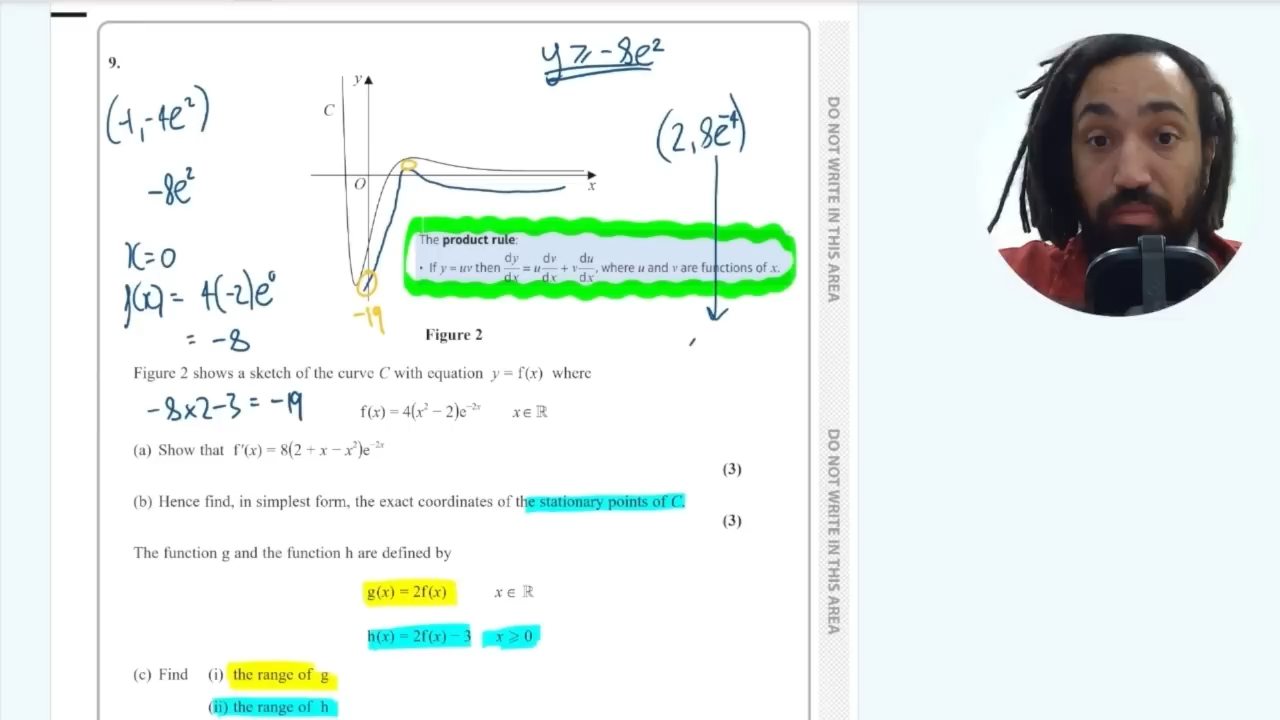 9.
y ⩾ -8e²
(-1, -4e²)
y
C
(2, 8e⁻⁴)
-8e²
O
x
x=0
f(x) = 4(-2)e⁰
= -8
The product rule:
• If y = uv then dy/dx = u dv/dx + v du/dx, where u and v are functions of x.
-19
Figure 2
Figure 2 shows a sketch of the curve C with equation y = f(x) where
-8×2-3 = -19
f(x) = 4(x² − 2)e⁻²ˣ x ∈ ℝ
(a) Show that f′(x) = 8(2 + x − x²)e⁻²ˣ
(3)
(b) Hence find, in simplest form, the exact coordinates of the stationary points of C.
(3)
The function g and the function h are defined by
g(x) = 2f(x) x ∈ ℝ
h(x) = 2f(x) − 3 x ⩾ 0
(c) Find (i) the range of g
(ii) the range of h
DO NOT WRITE IN THIS AREA
DO NOT WRITE IN THIS AREA